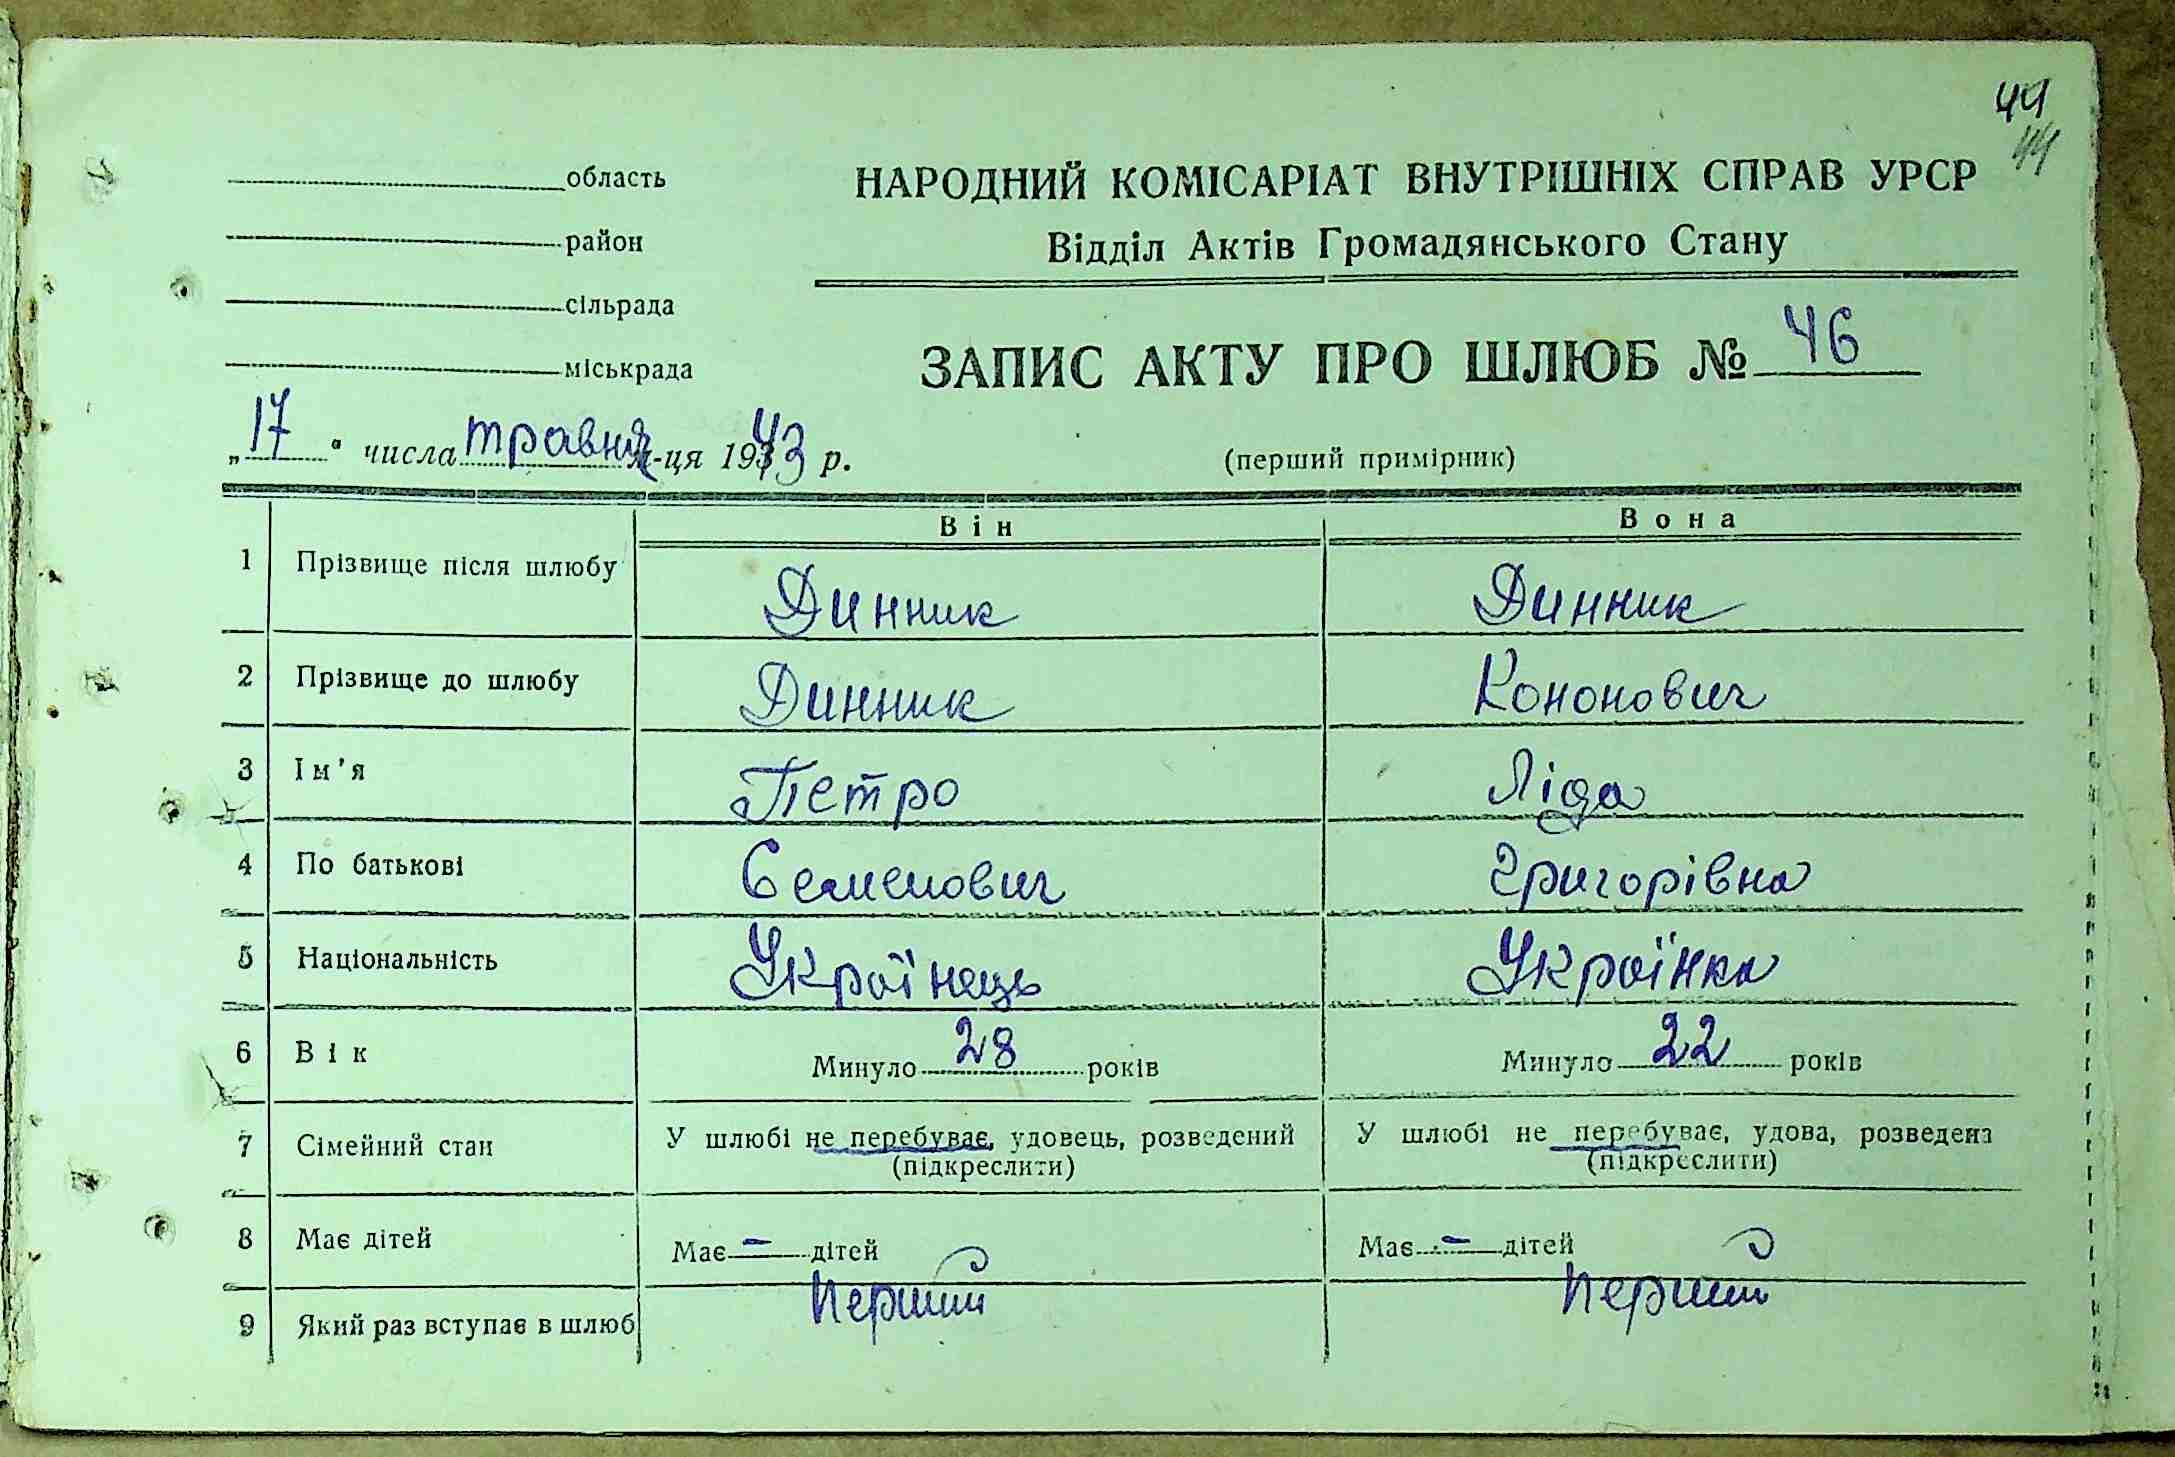 44
44
область
район
сільрада
міськрада
НАРОДНИЙ КОМІСАРІАТ ВНУТРІШНІХ СПРАВ УРСР
Відділ Актів Громадянського Стану
ЗАПИС АКТУ ПРО ШЛЮБ № 46
„17" числа травня м-ця 1943 р.
(перший примірник)
Він Вона
1 Прізвище після шлюбу Динник Динник
2 Прізвище до шлюбу Динник Кононович
3 Ім'я Петро Ліда
4 По батькові Семенович Григорівна
5 Національність Українець Українка
6 Вік Минуло 28 років Минуло 22 років
7 Сімейний стан У шлюбі не перебуває, удовець, розведений У шлюбі не перебуває, удова, розведена
(підкреслити) (підкреслити)
8 Має дітей Має - дітей Має - дітей
9 Який раз вступає в шлюб Перший Перший